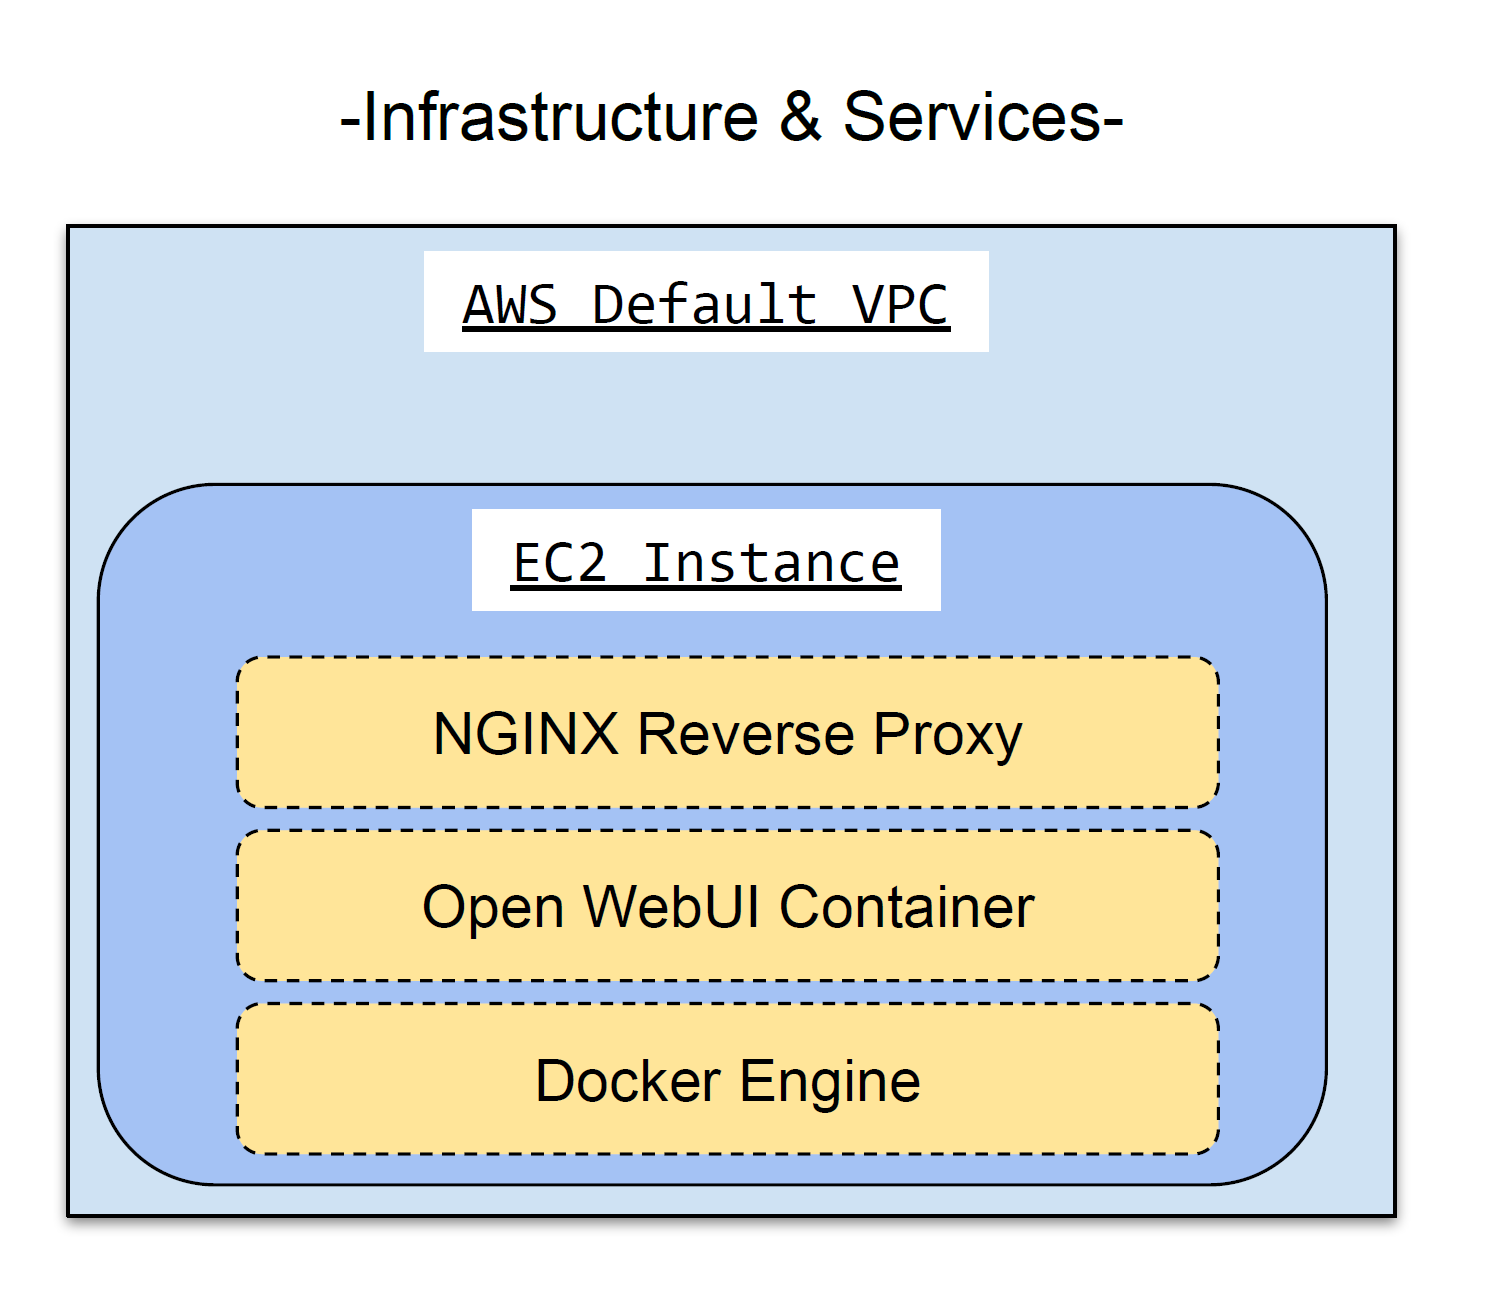 -Infrastructure & Services-
AWS Default VPC
EC2 Instance
NGINX Reverse Proxy
Open WebUI Container
Docker Engine